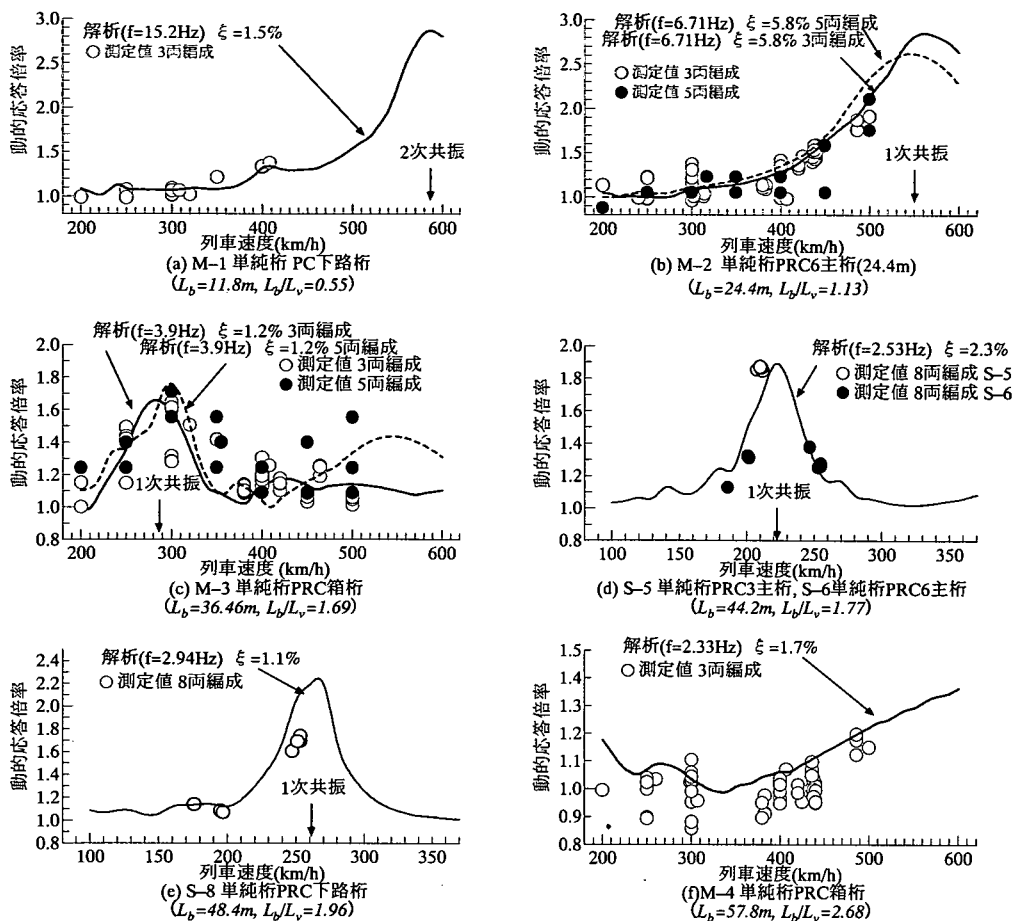 3.0
2.5
2.0
1.5
1.0
動的応答倍率
解析(f=15.2Hz) ξ=1.5%
○ 測定値 3両編成
2次共振
200 300 400 500 600
列車速度(km/h)
(a) M–1 単純桁 PC下路桁
(Lb=11.8m, Lb/Lv=0.55)
3.0
2.5
2.0
1.5
1.0
動的応答倍率
解析(f=6.71Hz) ξ=5.8% 5両編成
解析(f=6.71Hz) ξ=5.8% 3両編成
○ 測定値 3両編成
● 測定値 5両編成
1次共振
200 300 400 500 600
列車速度(km/h)
(b) M–2 単純桁PRC6主桁(24.4m)
(Lb=24.4m, Lb/Lv=1.13)
解析(f=3.9Hz) ξ=1.2% 3両編成
解析(f=3.9Hz) ξ=1.2% 5両編成
○ 測定値 3両編成
● 測定値 5両編成
2.0
1.8
1.6
1.4
1.2
1.0
0.8
動的応答倍率
1次共振
200 300 400 500 600
列車速度 (km/h)
(c) M–3 単純桁PRC箱桁
(Lb=36.46m, Lb/Lv=1.69)
2.0
1.8
1.6
1.4
1.2
1.0
0.8
動的応答倍率
解析(f=2.53Hz) ξ=2.3%
○ 測定値 8両編成 S–5
● 測定値 8両編成 S–6
1次共振
100 150 200 250 300 350
列車速度 (km/h)
(d) S–5 単純桁PRC3主桁, S–6単純桁PRC6主桁
(Lb=44.2m, Lb/Lv=1.77)
2.4
2.2
2.0
1.8
1.6
1.4
1.2
1.0
0.8
動的応答倍率
解析(f=2.94Hz) ξ=1.1%
○ 測定値 8両編成
1次共振
100 150 200 250 300 350
列車速度(km/h)
(e) S–8 単純桁PRC下路桁
(Lb=48.4m, Lb/Lv=1.96)
1.5
1.4
1.3
1.2
1.1
1.0
0.9
0.8
動的応答倍率
解析(f=2.33Hz) ξ=1.7%
○ 測定値 3両編成
200 300 400 500 600
列車速度(km/h)
(f)M–4 単純桁PRC箱桁
(Lb=57.8m, Lb/Lv=2.68)